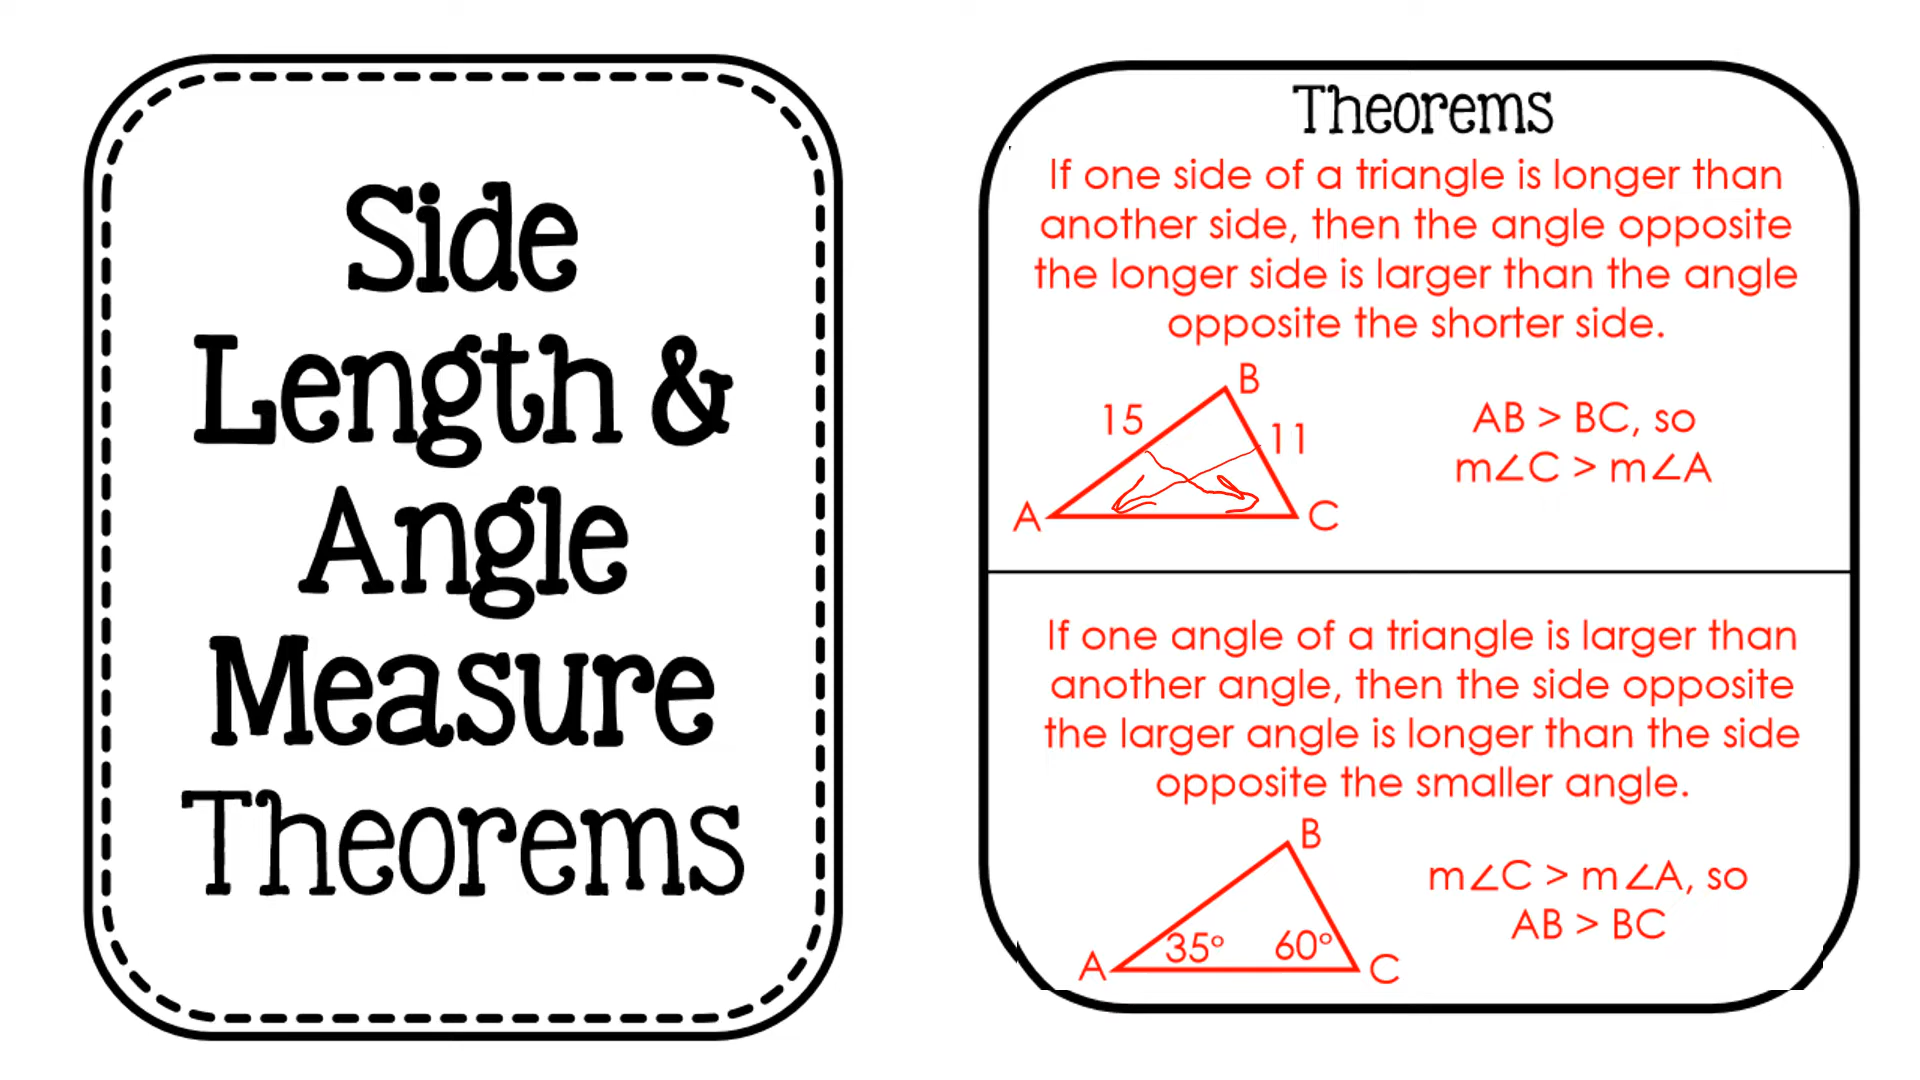 Side
Length &
Angle
Measure
Theorems
Theorems
If one side of a triangle is longer than
another side, then the angle opposite
the longer side is larger than the angle
opposite the shorter side.
B
15
11
A
C
AB > BC, so
m∠C > m∠A
If one angle of a triangle is larger than
another angle, then the side opposite
the larger angle is longer than the side
opposite the smaller angle.
B
35°
60°
A
C
m∠C > m∠A, so
AB > BC